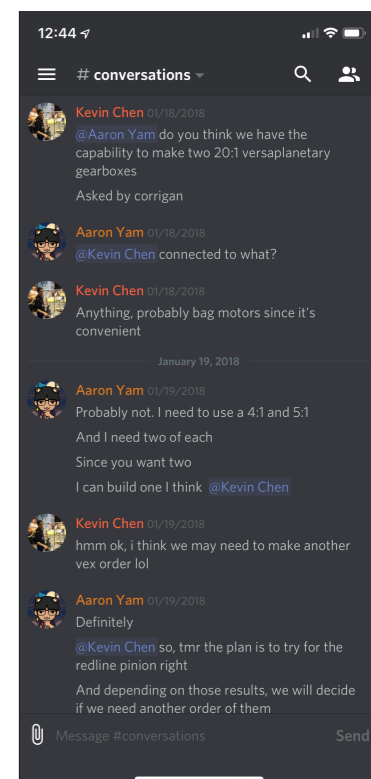 12:44
# conversations
Kevin Chen 01/18/2018
@Aaron Yam do you think we have the
capability to make two 20:1 versaplanetary
gearboxes
Asked by corrigan
Aaron Yam 01/18/2018
@Kevin Chen connected to what?
Kevin Chen 01/18/2018
Anything, probably bag motors since it's
convenient
January 19, 2018
Aaron Yam 01/19/2018
Probably not. I need to use a 4:1 and 5:1
And I need two of each
Since you want two
I can build one I think @Kevin Chen
Kevin Chen 01/19/2018
hmm ok, i think we may need to make another
vex order lol
Aaron Yam 01/19/2018
Definitely
@Kevin Chen so, tmr the plan is to try for the
redline pinion right
And depending on those results, we will decide
if we need another order of them
Message #conversations
Send